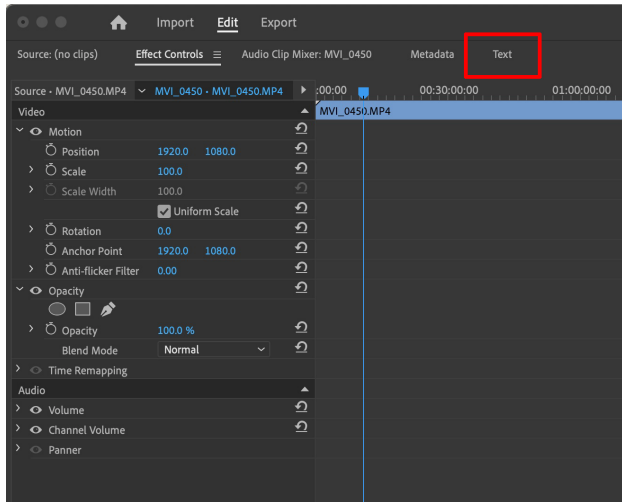 Import Edit Export
Source: (no clips) Effect Controls Audio Clip Mixer: MVI_0450 Metadata Text
Source • MVI_0450.MP4 MVI_0450 • MVI_0450.MP4 ;00:00 00:30:00:00 01:00:00:00
Video MVI_0450.MP4
Motion
Position 1920.0 1080.0
Scale 100.0
Scale Width 100.0
Uniform Scale
Rotation 0.0
Anchor Point 1920.0 1080.0
Anti-flicker Filter 0.00
Opacity
Opacity 100.0 %
Blend Mode Normal
Time Remapping
Audio
Volume
Channel Volume
Panner